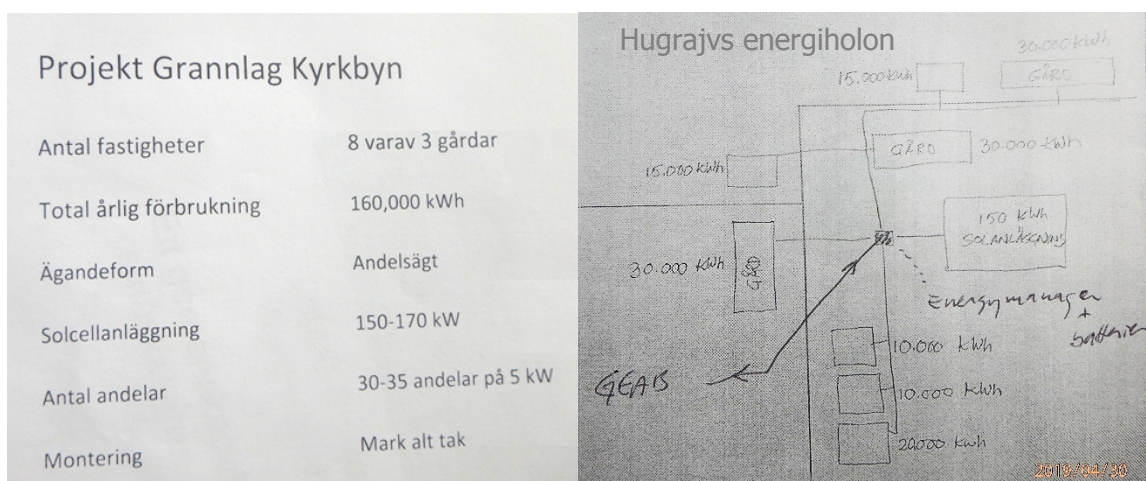 Projekt Grannlag Kyrkbyn
Antal fastigheter 8 varav 3 gårdar
Total årlig förbrukning 160,000 kWh
Ägandeform Andelsägt
Solcellanläggning 150-170 kW
Antal andelar 30-35 andelar på 5 kW
Montering Mark alt tak
Hugrajvs energiholon
30.000 kWh
15.000 kWh GÅRD
GÅRD 30.000 kWh
15.000 kWh
150 kWh
SOLANLÄGGNING
30.000 kWh GÅRD
Energymanager
+
batterier
10.000 kWh
GEAB
10.000 kWh
20.000 kWh
2019/04/30